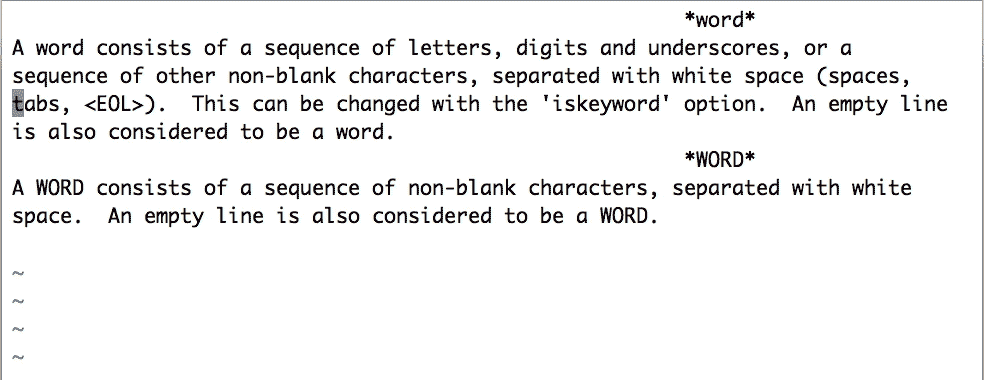 *word*
A word consists of a sequence of letters, digits and underscores, or a
sequence of other non-blank characters, separated with white space (spaces,
tabs, <EOL>).  This can be changed with the 'iskeyword' option.  An empty line
is also considered to be a word.
*WORD*
A WORD consists of a sequence of non-blank characters, separated with white
space.  An empty line is also considered to be a WORD.
~
~
~
~